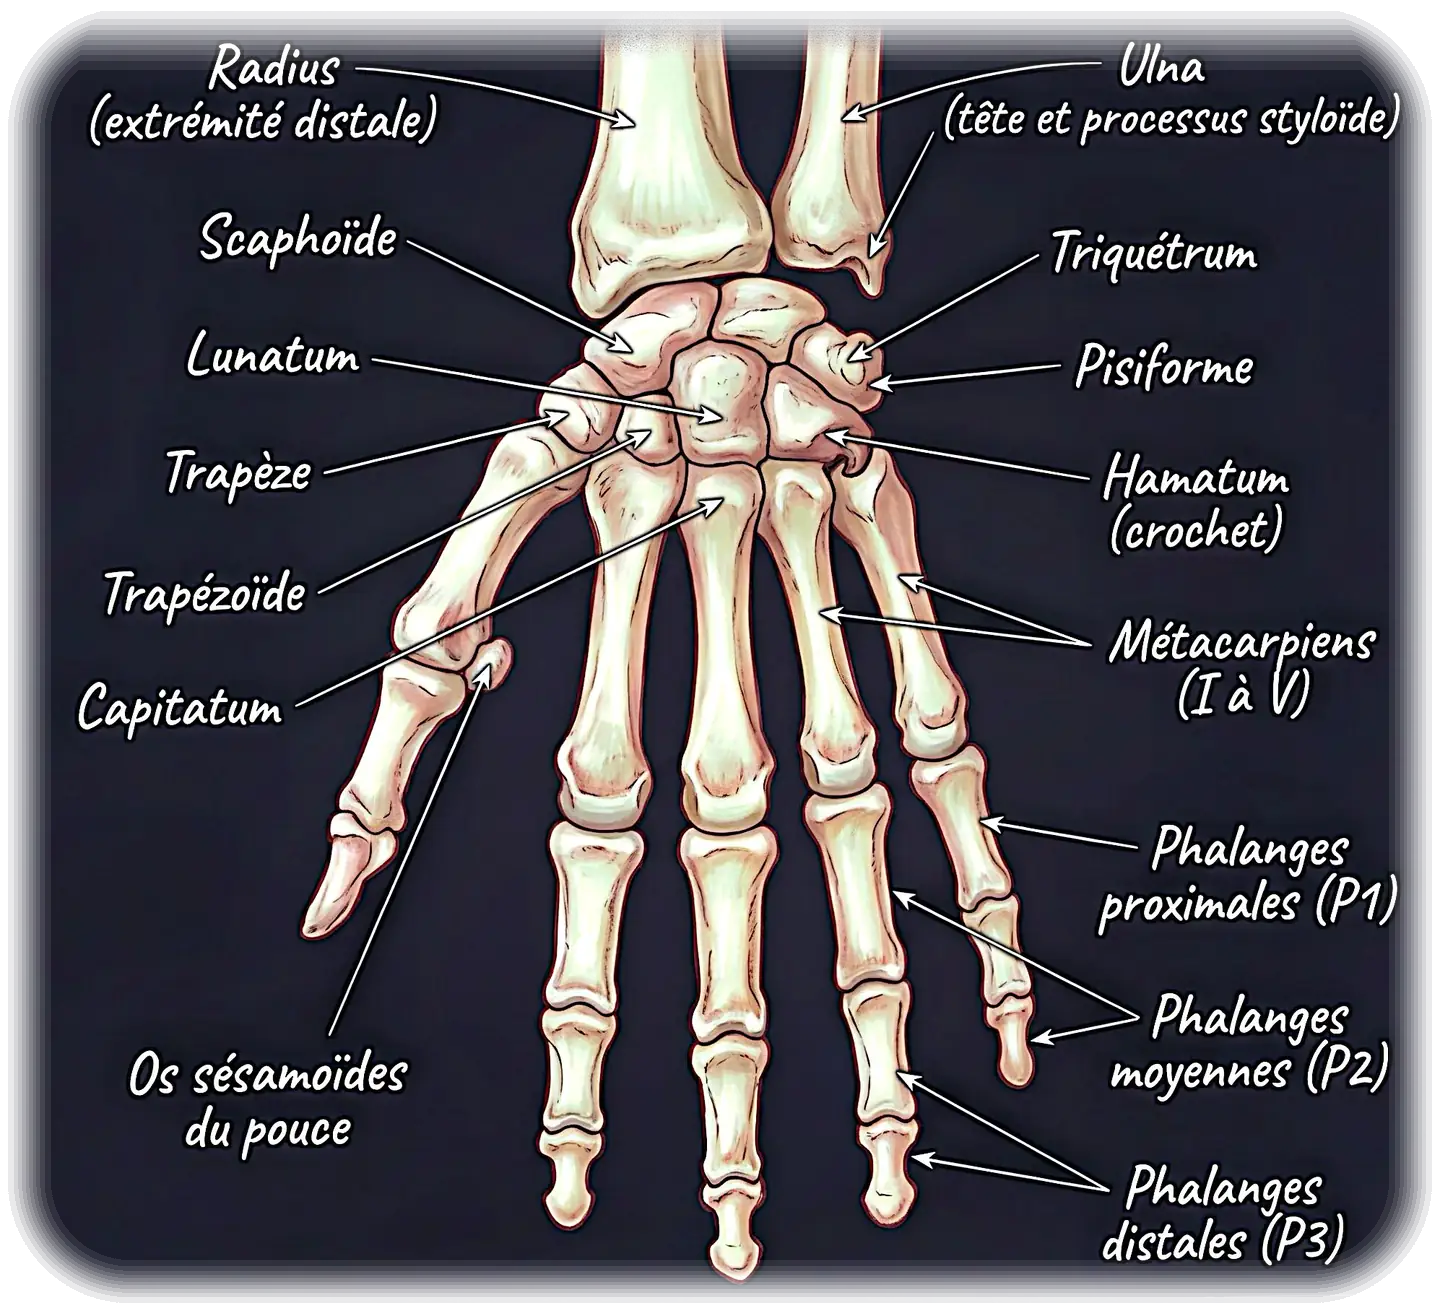 Radius
(extrémité distale)
Ulna
(tête et processus styloïde)
Scaphoïde
Triquétrum
Lunatum
Pisiforme
Trapèze
Hamatum
(crochet)
Trapézoïde
Métacarpiens
(I à V)
Capitatum
Phalanges
proximales (P1)
Phalanges
moyennes (P2)
Os sésamoïdes
du pouce
Phalanges
distales (P3)